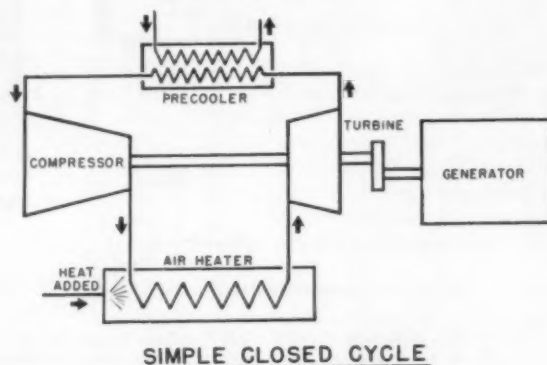 PRECOOLER
TURBINE
COMPRESSOR
GENERATOR
AIR HEATER
HEAT
ADDED
SIMPLE CLOSED CYCLE